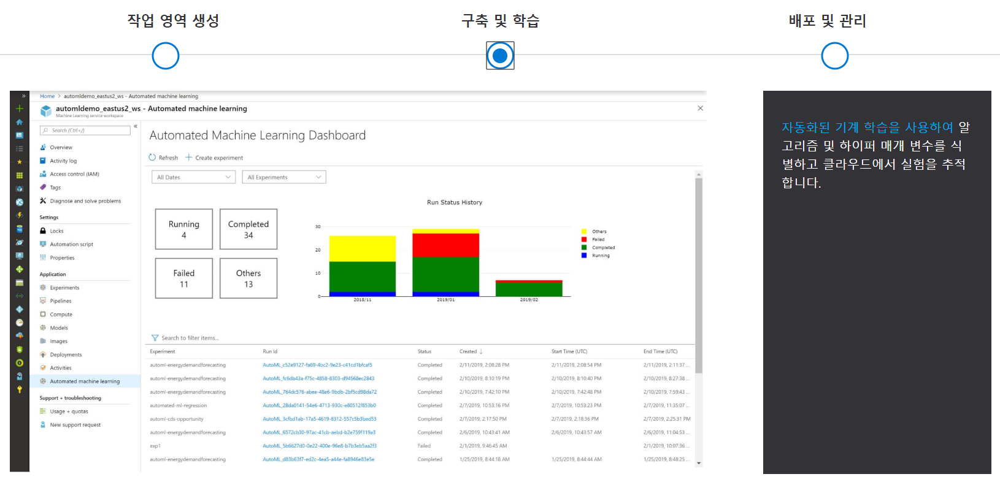 작업 영역 생성
구축 및 학습
배포 및 관리
Home > automldemo_eastus2_ws - Automated machine learning
automldemo_eastus2_ws - Automated machine learning
Machine Learning service workspace
Search (Ctrl+/)
Overview
Activity log
Access control (IAM)
Tags
Diagnose and solve problems
Settings
Locks
Automation script
Properties
Application
Experiments
Pipelines
Compute
Models
Images
Deployments
Activities
Automated machine learning
Support + troubleshooting
Usage + quotas
New support request
Automated Machine Learning Dashboard
Refresh Create experiment
All Dates All Experiments
Running
4
Completed
34
Failed
11
Others
13
Run Status History
30
20
10
0
2018/11 2019/01 2019/02
Others
Failed
Completed
Running
Search to filter items...
Experiment Run Id Status Created ↓ Start Time (UTC) End Time (UTC)
automl-energydemandforecasting AutoML_c52e9127-fa69-4bc2-9e23-c41cd1bfcaf5 Completed 2/11/2019, 2:08:28 PM 2/11/2019, 2:08:54 PM 2/11/2019, 2:11:37 ...
automl-energydemandforecasting AutoML_fc6db43a-f75c-4858-8303-d94568ec2843 Completed 2/10/2019, 8:10:19 PM 2/10/2019, 8:10:40 PM 2/10/2019, 8:27:38 ...
automl-energydemandforecasting AutoML_764dc576-abee-48e6-9bdb-2bf5cd98da72 Completed 2/10/2019, 7:42:10 PM 2/10/2019, 7:42:48 PM 2/10/2019, 7:59:43 ...
automated-ml-regression AutoML_28da0141-54e6-4713-930c-e80512f853b0 Completed 2/7/2019, 10:53:16 PM 2/7/2019, 10:53:23 PM 2/7/2019, 11:35:07 ...
automl-cds-opportunity AutoML_3cfbd1ab-17a5-4619-8312-557c5b3bed53 Completed 2/7/2019, 2:17:50 PM 2/7/2019, 2:18:36 PM 2/7/2019, 2:25:31 PM
automl-energydemandforecasting AutoML_6572cb30-97ac-41cb-aebd-b2e759f119a3 Completed 2/6/2019, 10:43:41 AM 2/6/2019, 10:43:57 AM 2/6/2019, 11:04:53 ...
exp1 AutoML_5b6627d0-0e22-400e-96e8-b7b3eb5aa2f3 Failed 2/1/2019, 9:46:45 AM 2/1/2019, 10:07:36 ...
automl-energydemandforecasting AutoML_d83b63f7-ed2c-4ea5-a44e-fa8946e83e5e Completed 1/25/2019, 8:44:18 AM 1/25/2019, 8:44:44 AM 1/25/2019, 8:48:25 ...
자동화된 기계 학습을 사용하여 알
고리즘 및 하이퍼 매개 변수를 식
별하고 클라우드에서 실험을 추적
합니다.